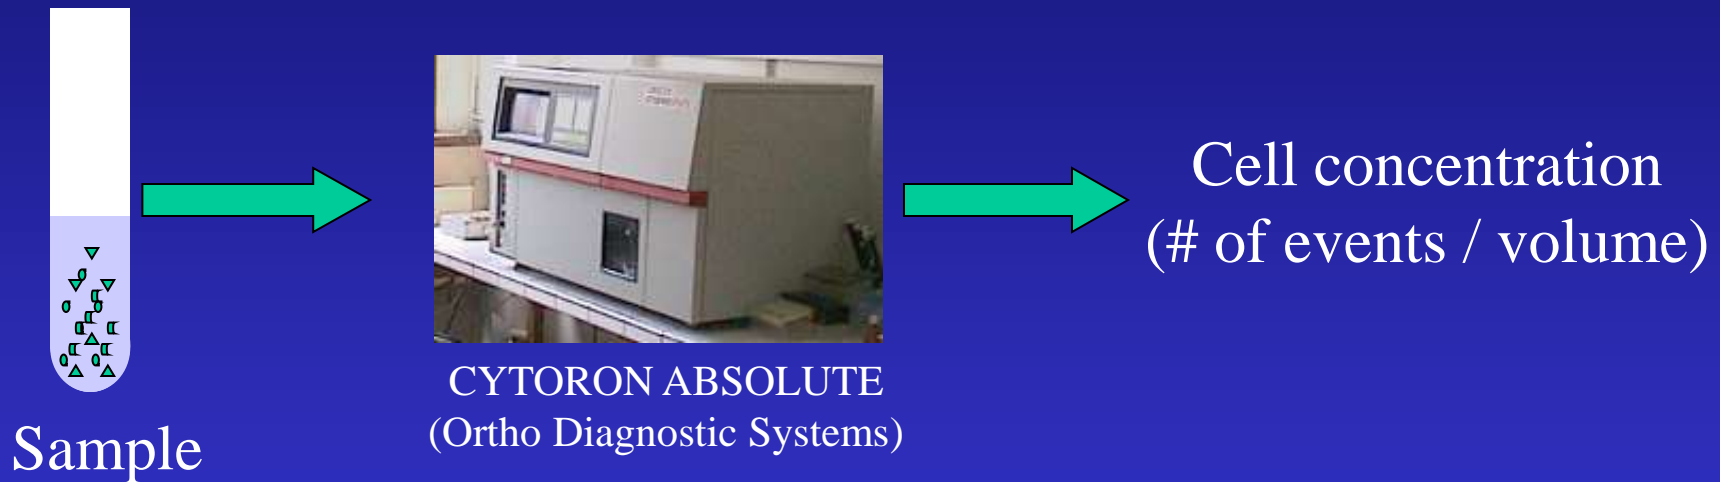 Cell concentration
(# of events / volume)
CYTORON ABSOLUTE
(Ortho Diagnostic Systems)
Sample